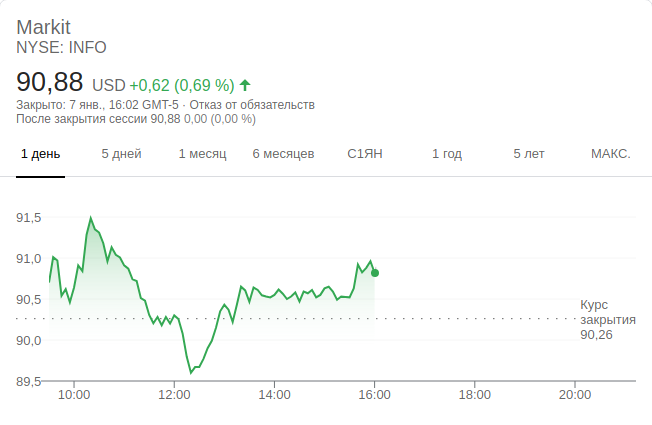 Markit
NYSE: INFO
90,88 USD +0,62 (0,69 %)
Закрыто: 7 янв., 16:02 GMT-5 · Отказ от обязательств
После закрытия сессии 90,88 0,00 (0,00 %)
1 день 5 дней 1 месяц 6 месяцев С1ЯН 1 год 5 лет МАКС.
91,5
91,0
90,5
Курс
закрытия
90,26
90,0
89,5
10:00 12:00 14:00 16:00 18:00 20:00